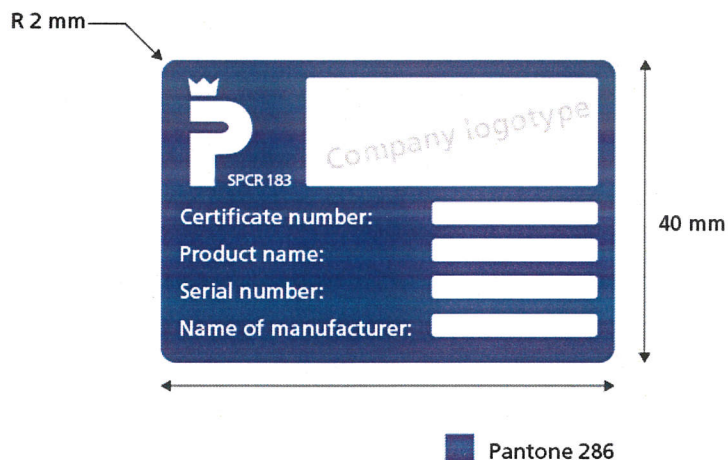 R 2 mm
P
SPCR 183
Company logotype
Certificate number:
Product name:
Serial number:
Name of manufacturer:
40 mm
Pantone 286